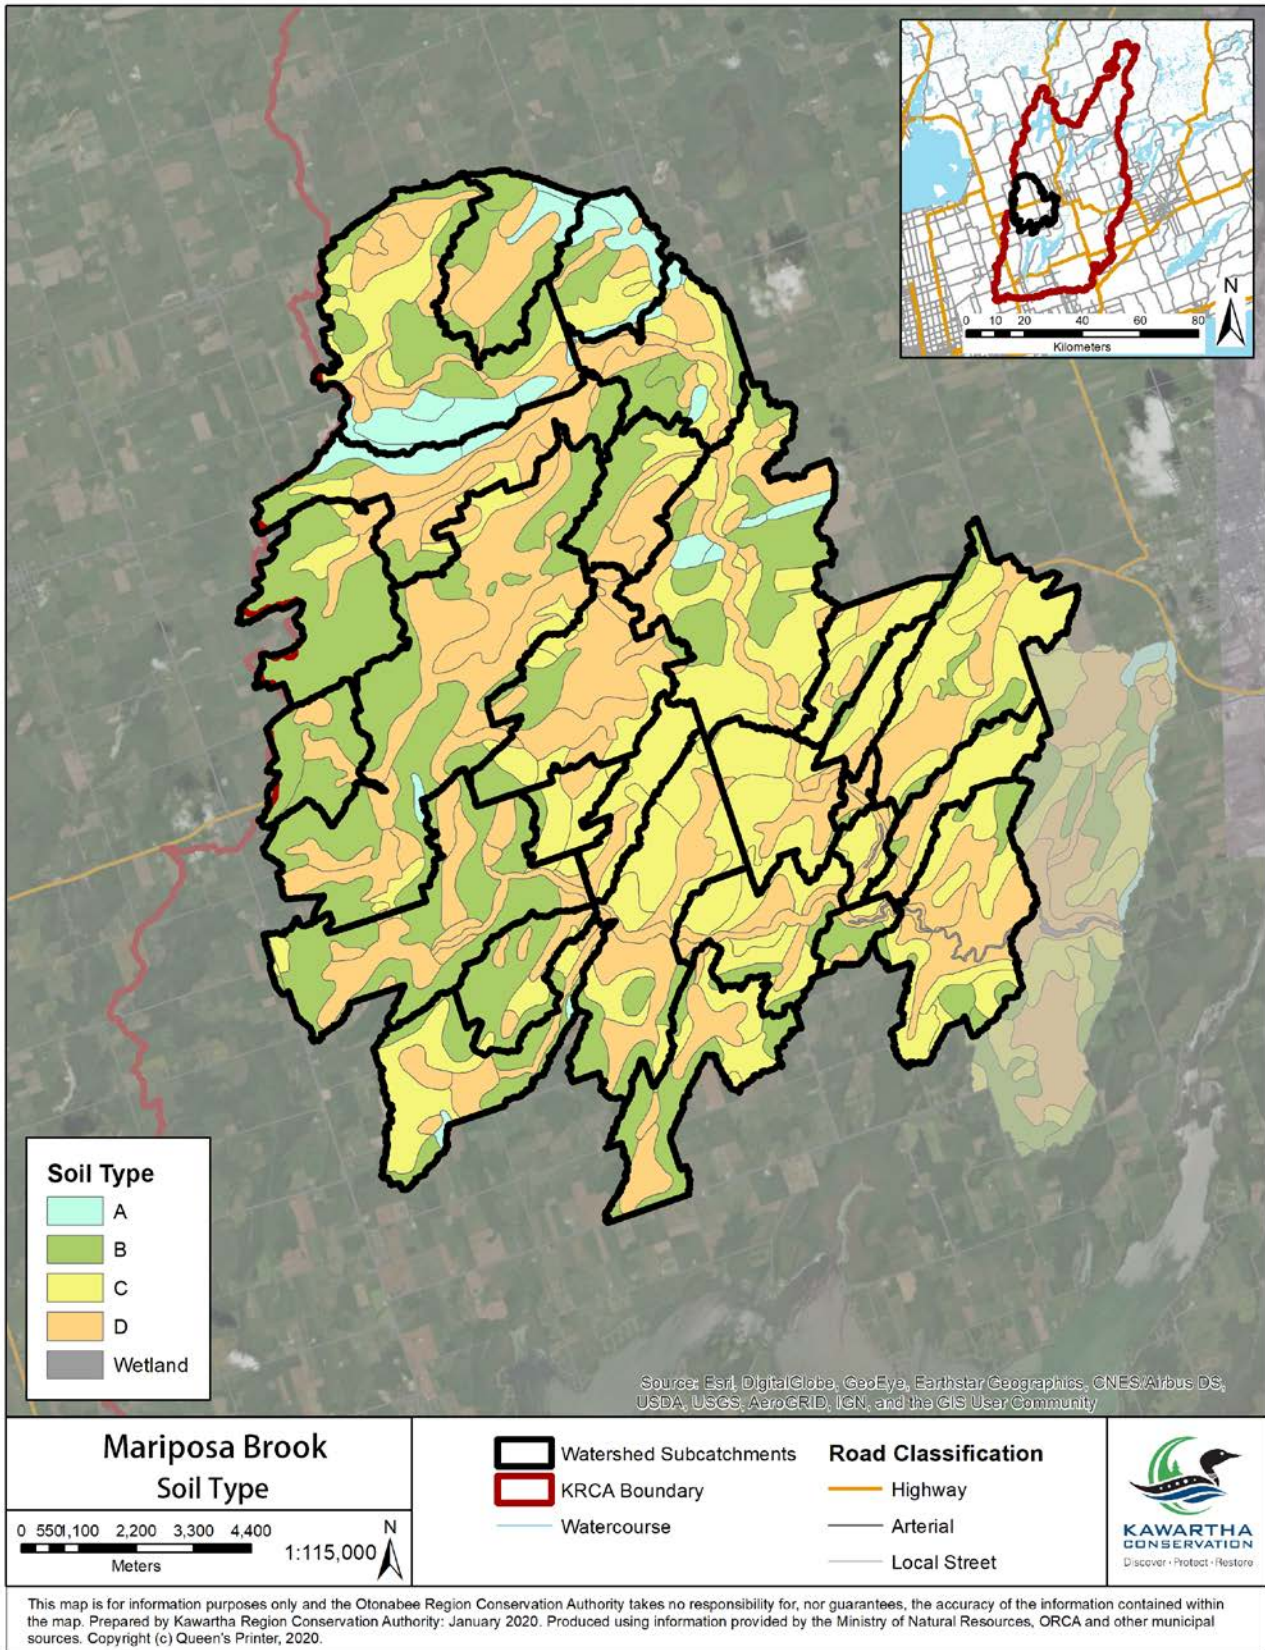 N
0 10 20 40 60 80
Kilometers
Soil Type
A
B
C
D
Wetland
Source: Esri, DigitalGlobe, GeoEye, Earthstar Geographics, CNES/Airbus DS,
USDA, USGS, AeroGRID, IGN, and the GIS User Community
Mariposa Brook
Soil Type
0 550 1,100 2,200 3,300 4,400
Meters
1:115,000
N
Watershed Subcatchments
KRCA Boundary
Watercourse
Road Classification
Highway
Arterial
Local Street
KAWARTHA
CONSERVATION
Discover · Protect · Restore
This map is for information purposes only and the Otonabee Region Conservation Authority takes no responsibility for, nor guarantees, the accuracy of the information contained within
the map. Prepared by Kawartha Region Conservation Authority: January 2020. Produced using information provided by the Ministry of Natural Resources, ORCA and other municipal
sources. Copyright (c) Queen's Printer, 2020.